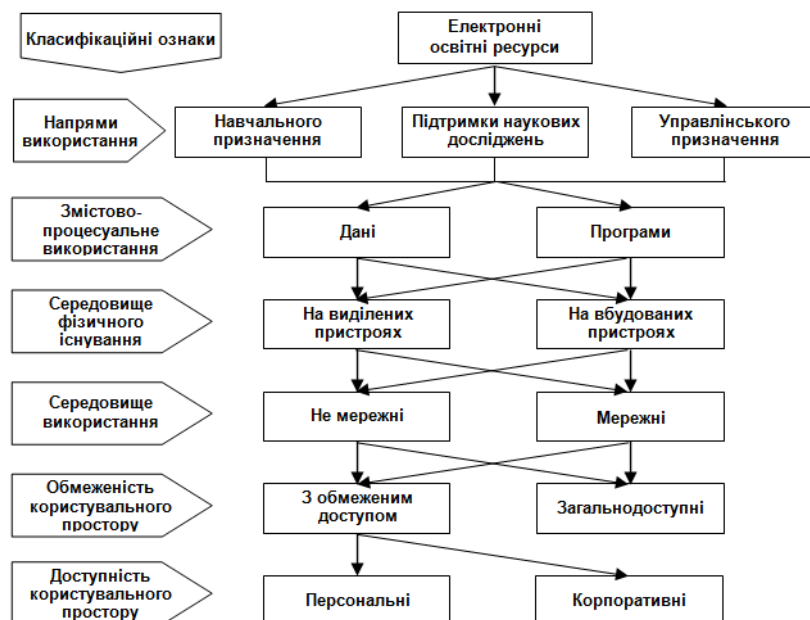 Класифікаційні ознаки
Електронні
освітні ресурси
Напрями
використання
Навчального
призначення
Підтримки наукових
досліджень
Управлінського
призначення
Змістово-
процесуальне
використання
Дані
Програми
Середовище
фізичного
існування
На виділених
пристроях
На вбудованих
пристроях
Середовище
використання
Не мережні
Мережні
Обмеженість
користувального
простору
З обмеженим
доступом
Загальнодоступні
Доступність
користувального
простору
Персональні
Корпоративні